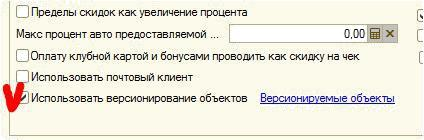 Пределы скидок как увеличение процента
Макс процент авто предоставляемой ... 0,00
Оплату клубной картой и бонусами проводить как скидку на чек
Использовать почтовый клиент
Использовать версионирование объектов Версионируемые объекты